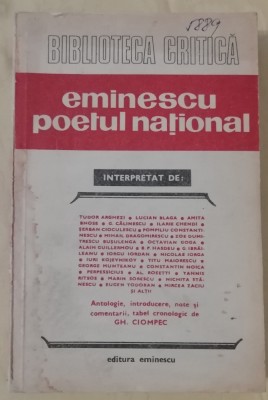 1889
BIBLIOTECA CRITICĂ
eminescu
poetul național
INTERPRETAT DE:
TUDOR ARGHEZI ● LUCIAN BLAGA ● AMITA
BHOSE ● G. CĂLINESCU ● ILARIE CHENDI ●
ȘERBAN CIOCULESCU ● POMPILIU CONSTANTI-
NESCU ● MIHAIL DRAGOMIRESCU ● ZOE DUMI-
TRESCU BUȘULENGA ● OCTAVIAN GOGA ●
ALAIN GUILLERMOU ● B. P. HASDEU ● G. IBRĂI-
LEANU ● IORGU IORDAN ● NICOLAE IORGA
● IURI KOJEVNIKOV ● TITU MAIORESCU ●
GEORGE MUNTEANU ● CONSTANTIN NOICA
● PERPESSICIUS ● AL. ROSETTI ● YANNIS
RITSOS ● MARIN SORESCU ● NICHITA STĂ-
NESCU ● EUGEN TODORAN ● MIRCEA ZACIU
ȘI ALȚII
Antologie, introducere, note și
comentarii, tabel cronologic de
GH. CIOMPEC
editura eminescu